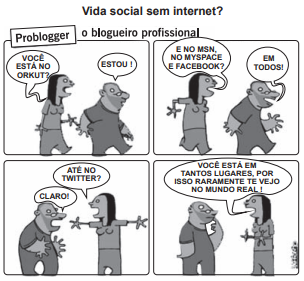 Vida social sem internet?
Problogger o blogueiro profissional
VOCÊ
ESTÁ NO
ORKUT?
ESTOU !
E NO MSN,
NO MYSPACE
E FACEBOOK?
EM
TODOS!
CLARO!
ATÉ NO
TWITTER?
VOCÊ ESTÁ EM
TANTOS LUGARES, POR
ISSO RARAMENTE TE VEJO
NO MUNDO REAL !